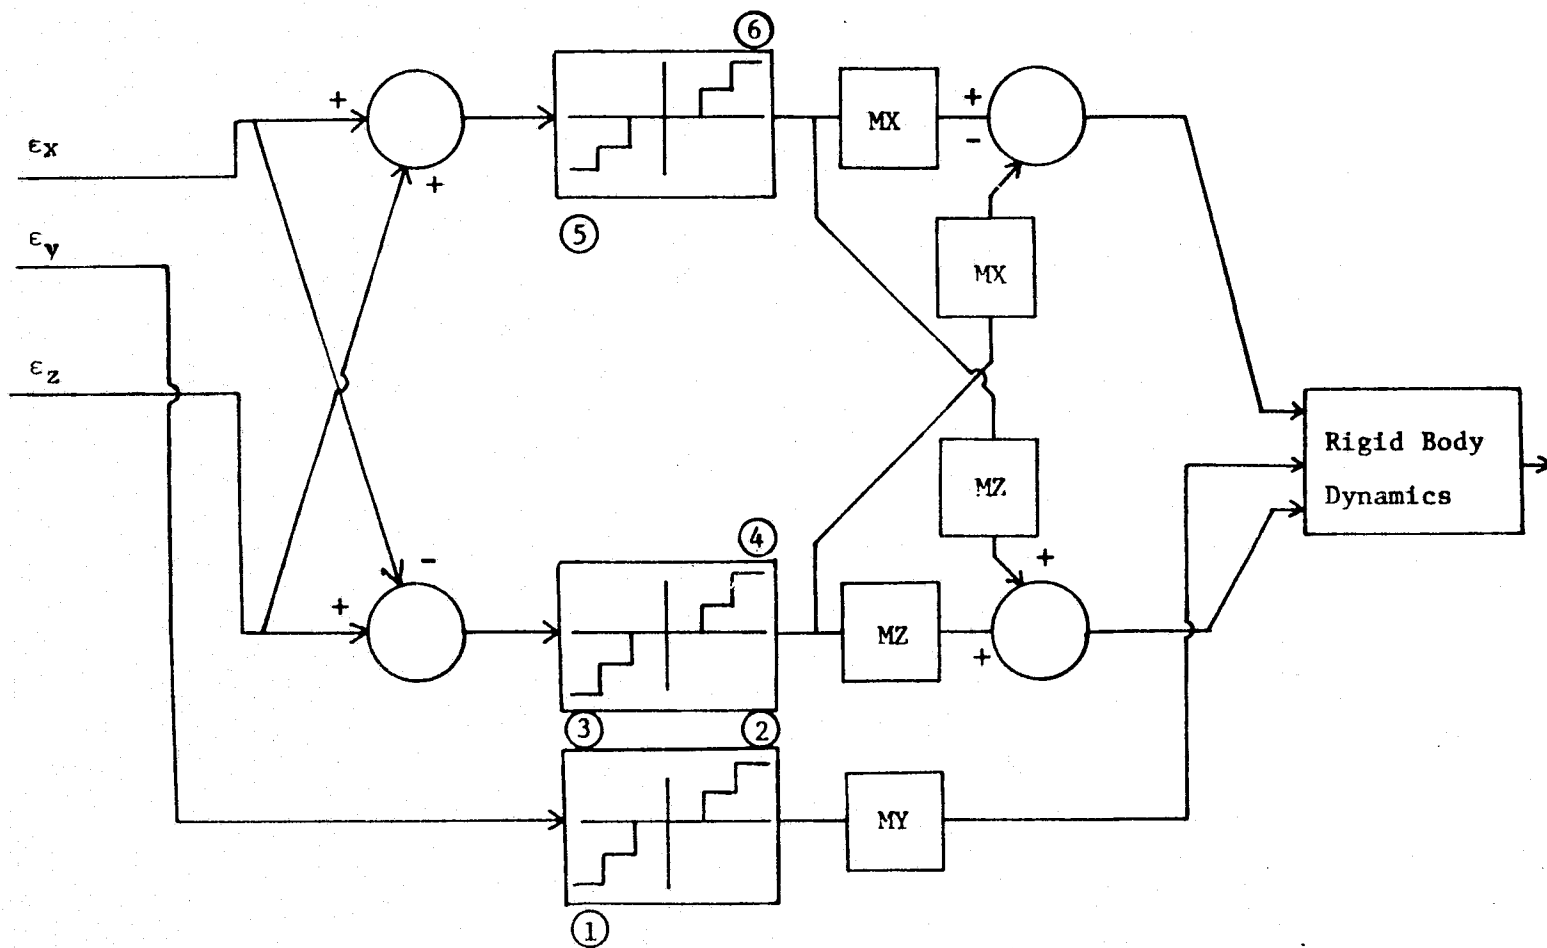 6
+
MX
+
-
εx
+
5
MX
εy
εz
Rigid Body
Dynamics
MZ
4
-
+
+
MZ
+
3
2
MY
1